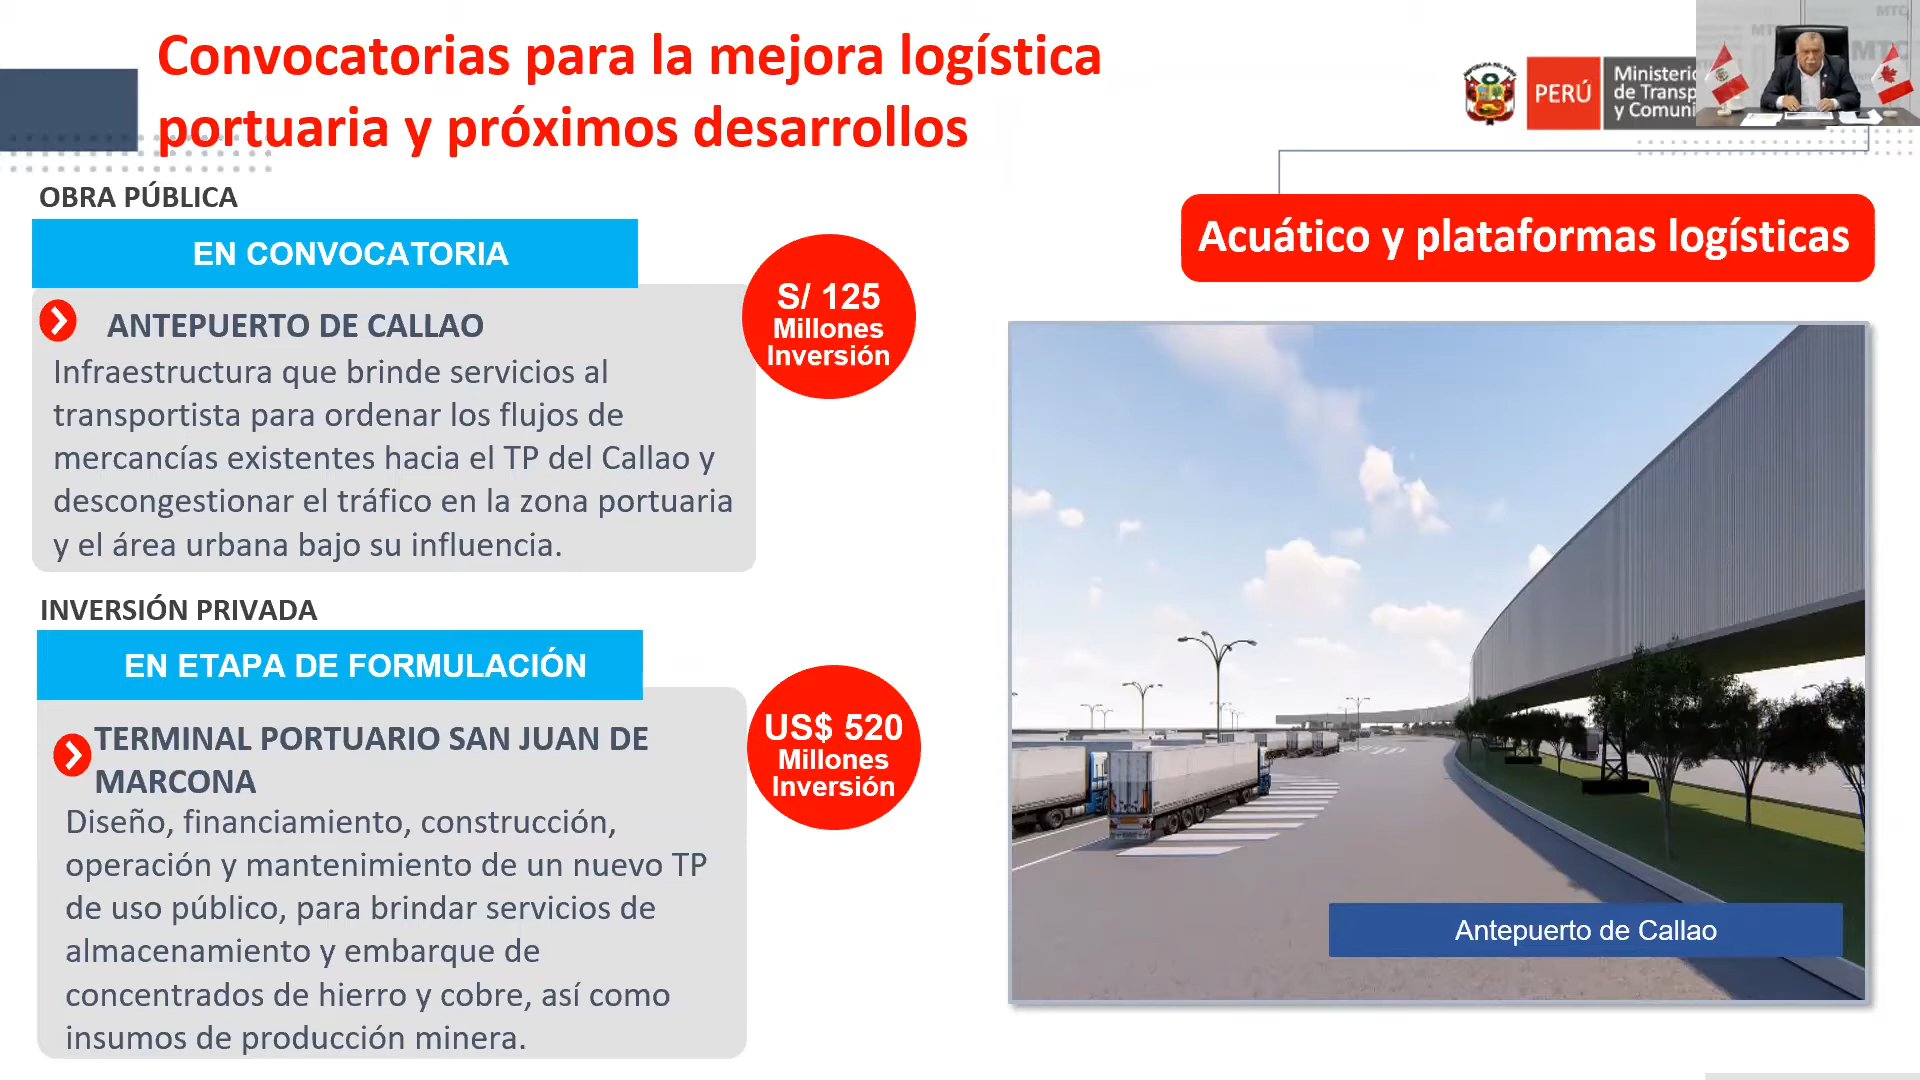 Convocatorias para la mejora logística
portuaria y próximos desarrollos
PERÚ
Ministerio
de Transp
y Comuni
MTC
OBRA PÚBLICA
EN CONVOCATORIA
Acuático y plataformas logísticas
S/ 125
Millones
Inversión
ANTEPUERTO DE CALLAO
Infraestructura que brinde servicios al
transportista para ordenar los flujos de
mercancías existentes hacia el TP del Callao y
descongestionar el tráfico en la zona portuaria
y el área urbana bajo su influencia.
INVERSIÓN PRIVADA
EN ETAPA DE FORMULACIÓN
US$ 520
Millones
Inversión
TERMINAL PORTUARIO SAN JUAN DE
MARCONA
Diseño, financiamiento, construcción,
operación y mantenimiento de un nuevo TP
de uso público, para brindar servicios de
almacenamiento y embarque de
concentrados de hierro y cobre, así como
insumos de producción minera.
Antepuerto de Callao